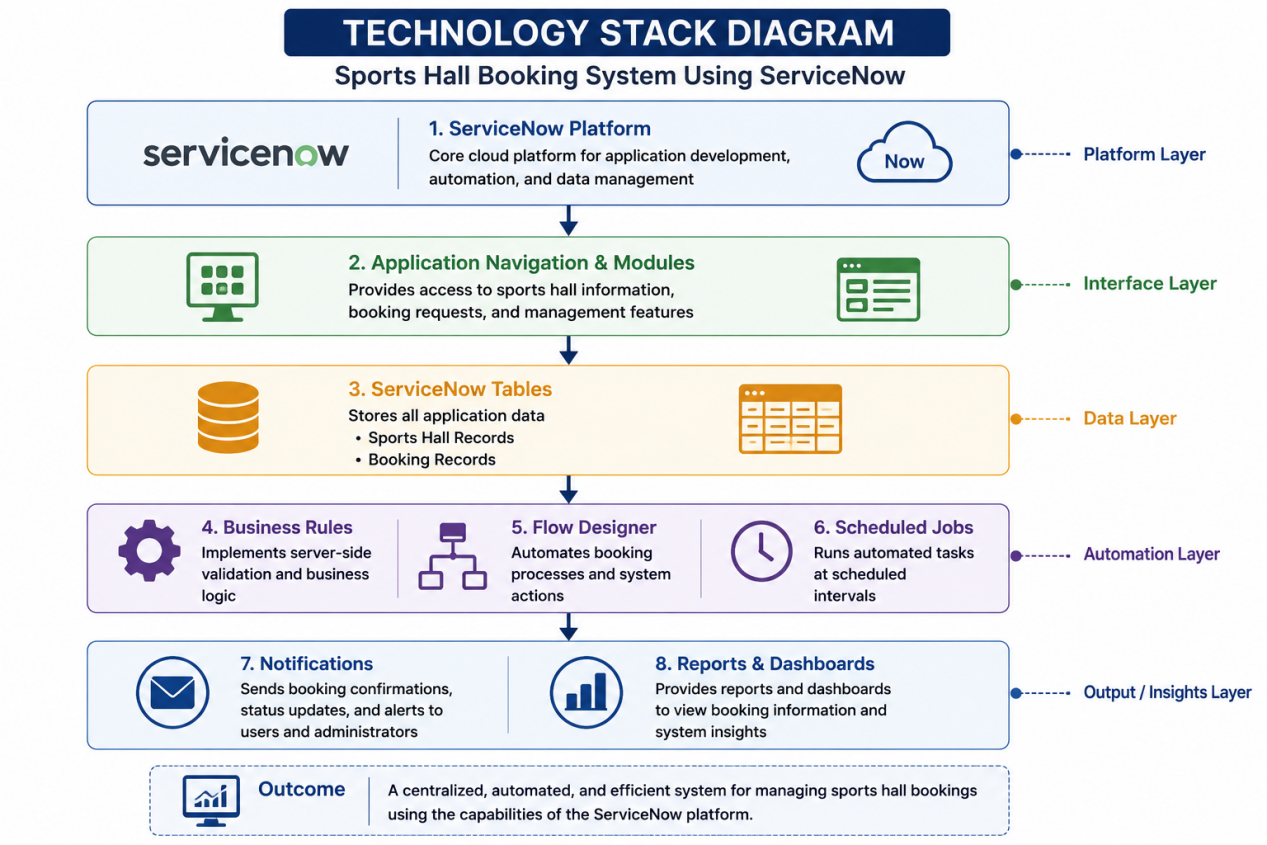 TECHNOLOGY STACK DIAGRAM
Sports Hall Booking System Using ServiceNow
servicenow
1. ServiceNow Platform
Core cloud platform for application development,
automation, and data management
Now
Platform Layer
2. Application Navigation & Modules
Provides access to sports hall information,
booking requests, and management features
Interface Layer
3. ServiceNow Tables
Stores all application data
• Sports Hall Records
• Booking Records
Data Layer
4. Business Rules
Implements server-side
validation and business
logic
5. Flow Designer
Automates booking
processes and system
actions
6. Scheduled Jobs
Runs automated tasks
at scheduled
intervals
Automation Layer
7. Notifications
Sends booking confirmations,
status updates, and alerts to
users and administrators
8. Reports & Dashboards
Provides reports and dashboards
to view booking information and
system insights
Output / Insights Layer
Outcome
A centralized, automated, and efficient system for managing sports hall bookings
using the capabilities of the ServiceNow platform.